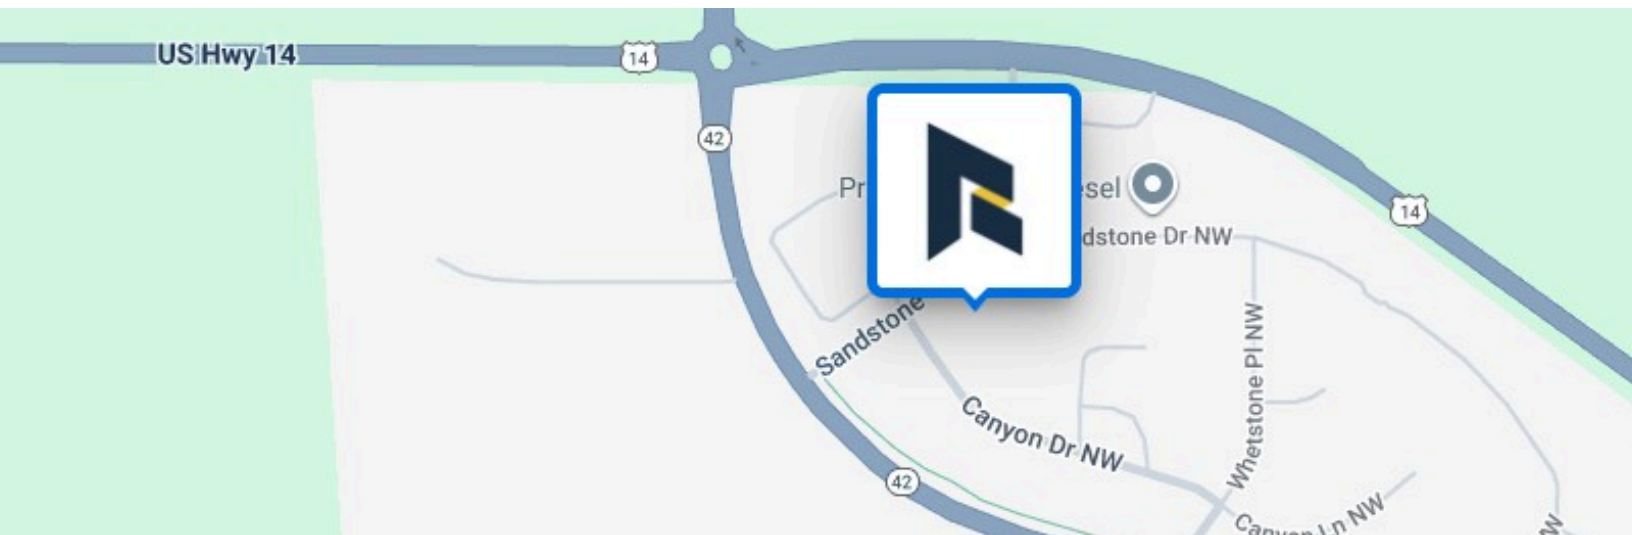 US Hwy 14
14
42
Pr
esel
14
dstone Dr NW
Sandstone
Whetstone Pl NW
Canyon Dr NW
42
Canyon Ln NW